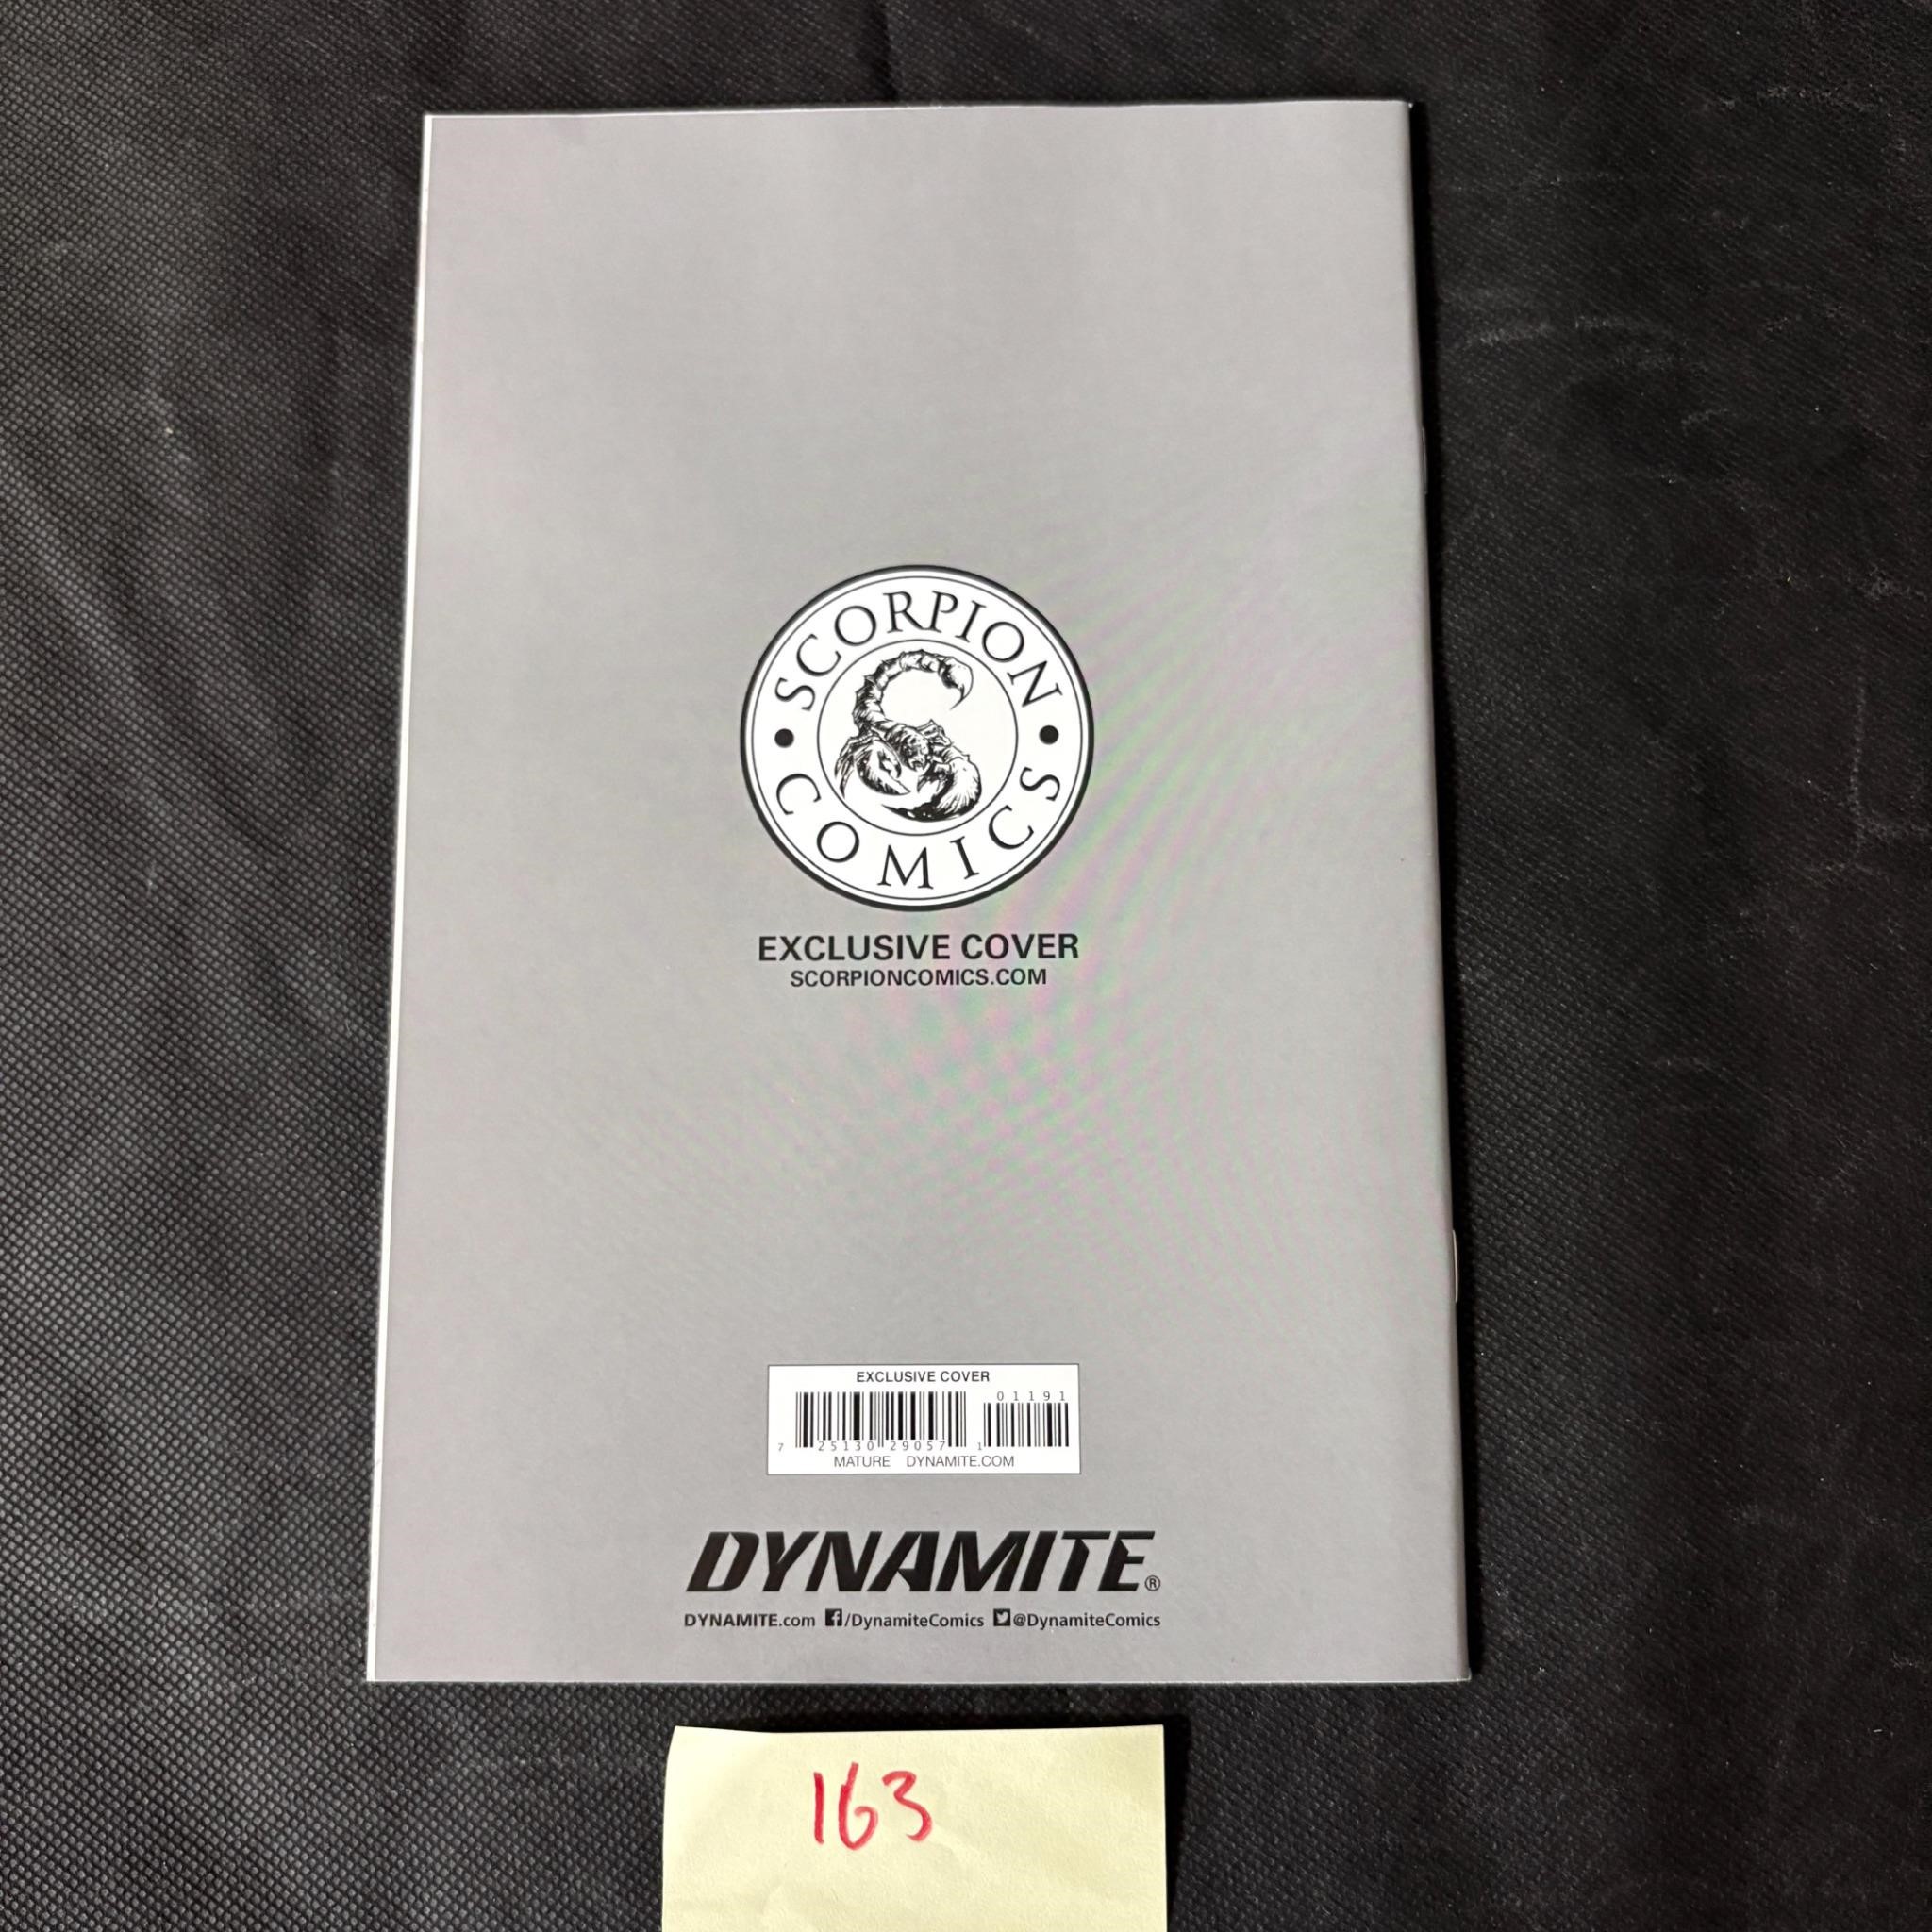 • SCORPION •
COMICS
EXCLUSIVE COVER
SCORPIONCOMICS.COM
EXCLUSIVE COVER
01191
7 25130 29057 1
MATURE DYNAMITE.COM
DYNAMITE®
DYNAMITE.com f/DynamiteComics @DynamiteComics
163